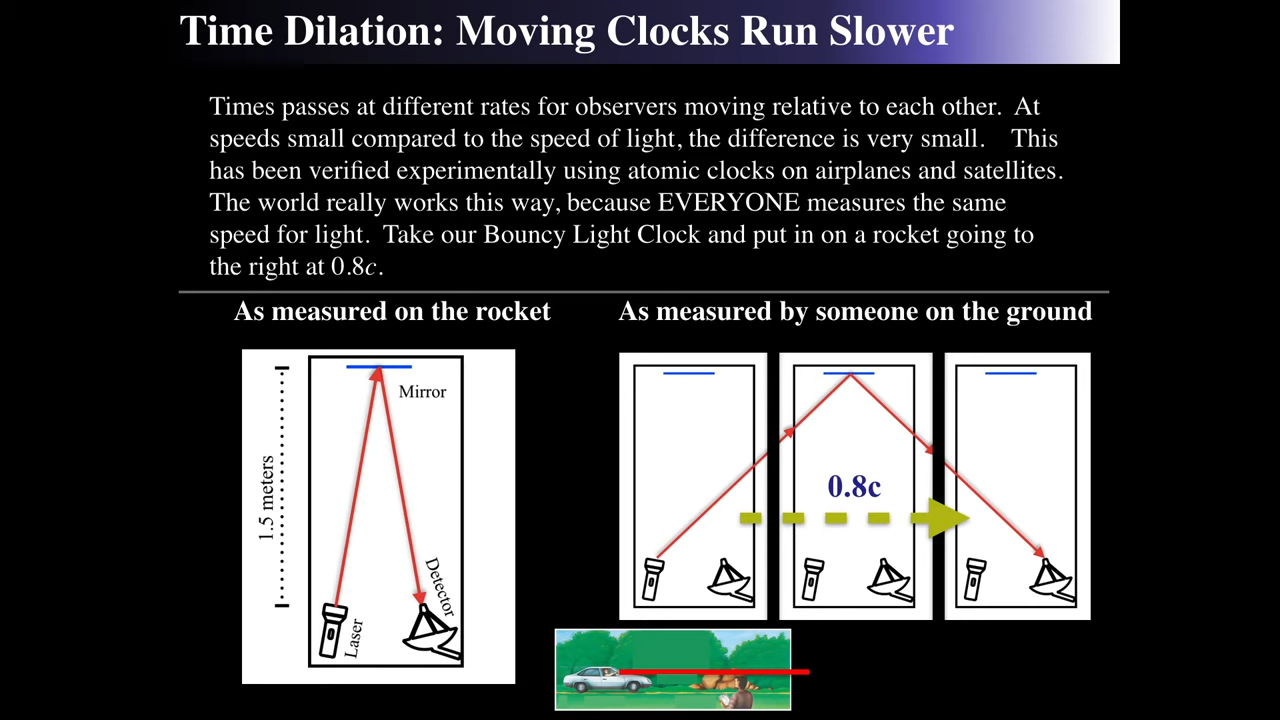 Time Dilation: Moving Clocks Run Slower
Times passes at different rates for observers moving relative to each other. At
speeds small compared to the speed of light, the difference is very small. This
has been verified experimentally using atomic clocks on airplanes and satellites.
The world really works this way, because EVERYONE measures the same
speed for light. Take our Bouncy Light Clock and put in on a rocket going to
the right at 0.8c.
As measured on the rocket
As measured by someone on the ground
Mirror
1.5 meters
Detector
Laser
0.8c